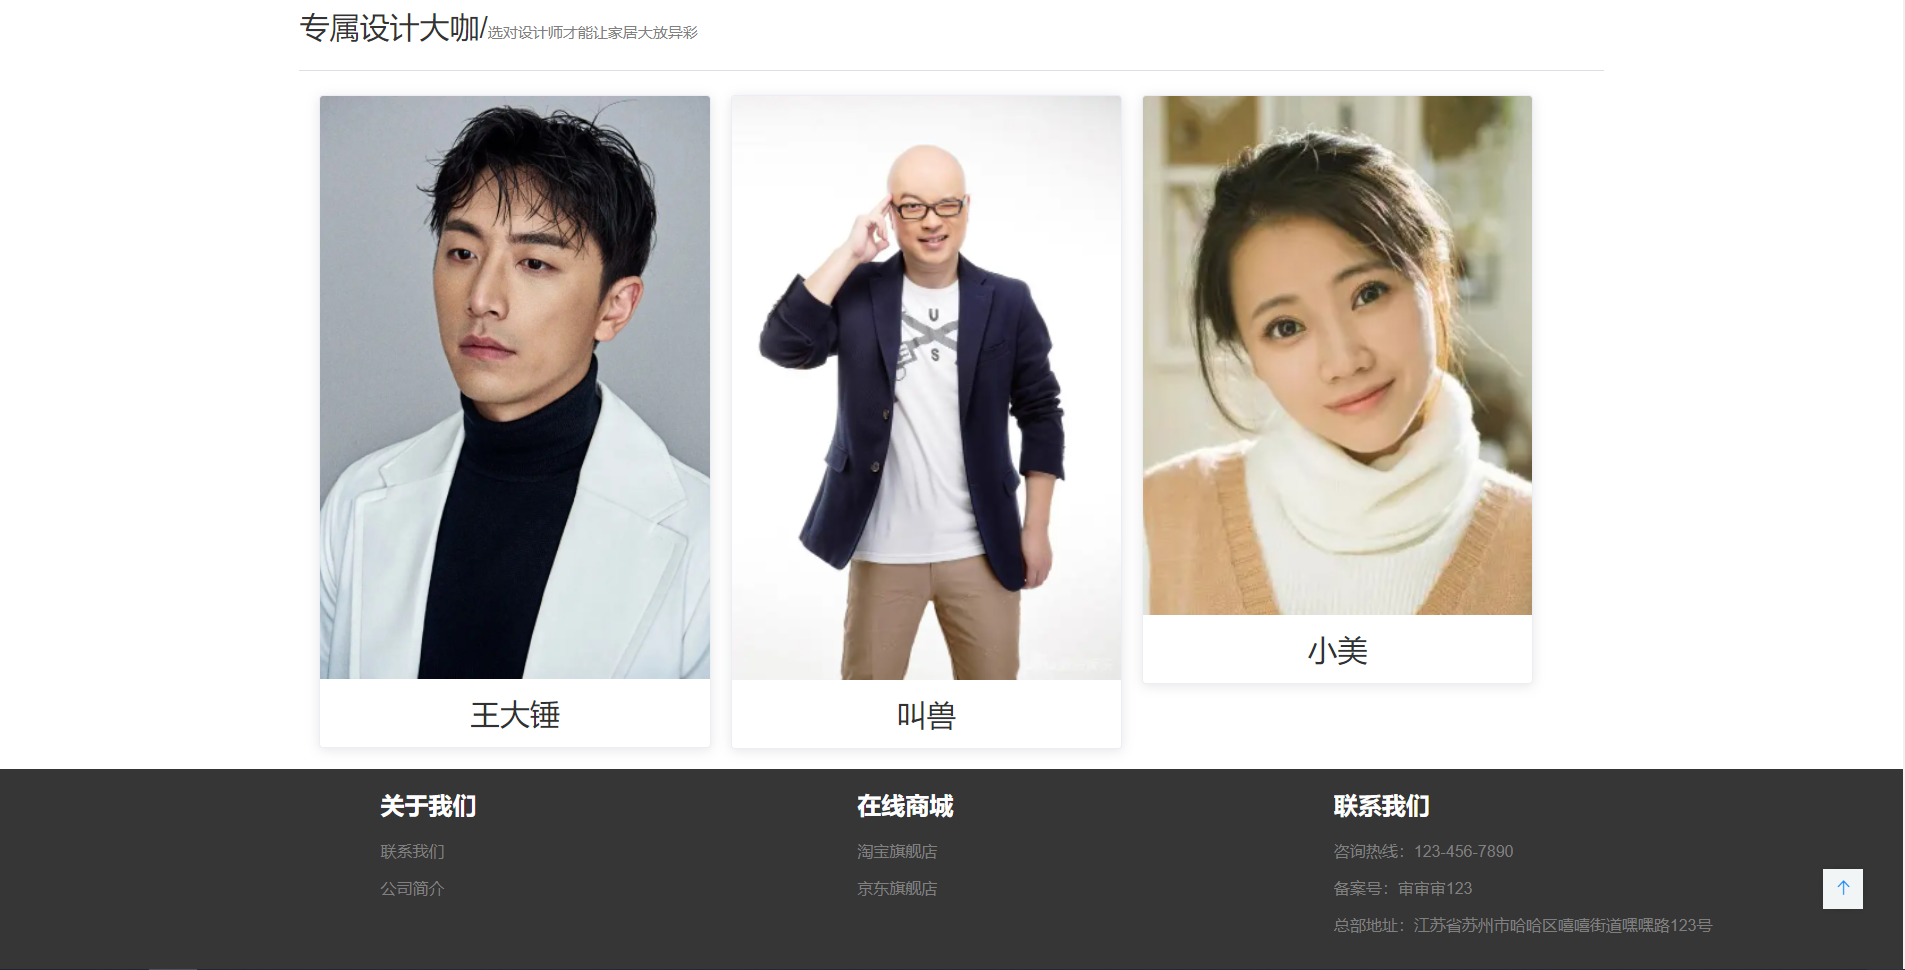 专属设计大咖/选对设计师才能让家居大放异彩
U
S
王大锤
叫兽
小美
关于我们
联系我们
公司简介
在线商城
淘宝旗舰店
京东旗舰店
联系我们
咨询热线：123-456-7890
备案号：审审审123
总部地址：江苏省苏州市哈哈区嘻嘻街道嘿嘿路123号